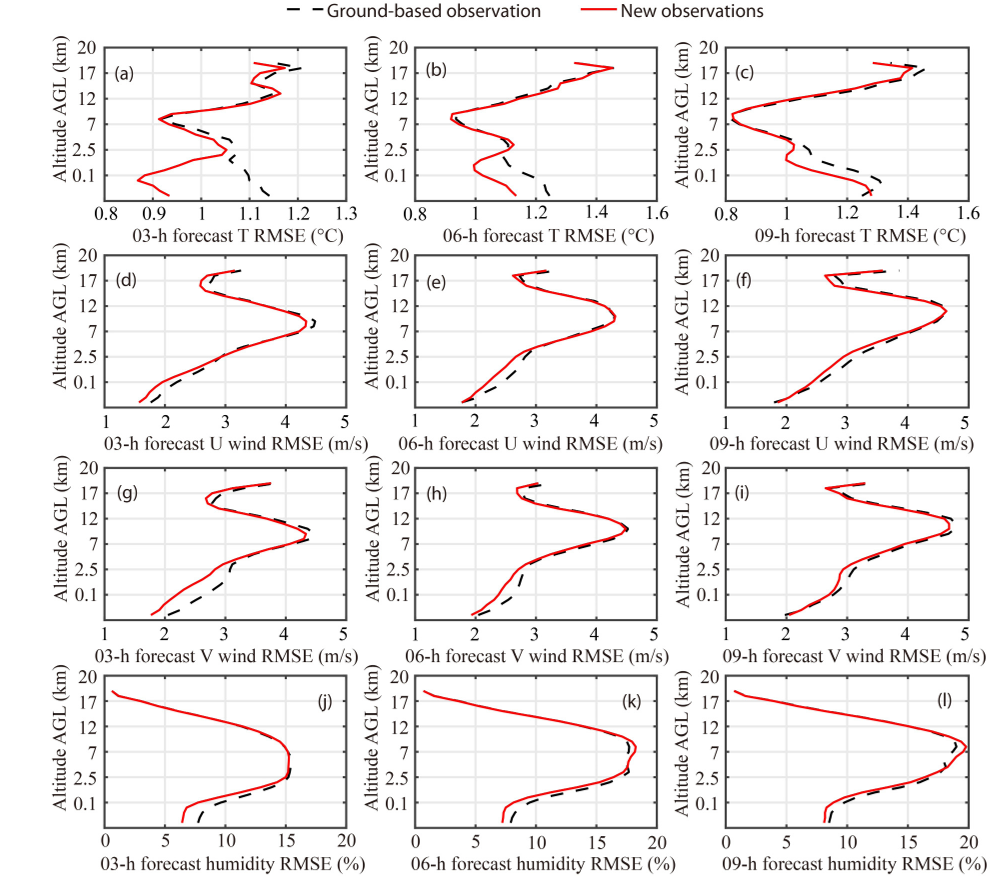 Ground-based observation New observations
20 20 20
17 (a) 17 (b) 17 (c)
12 12 12
7 7 7
2.5 2.5 2.5
0.1 0.1 0.1
Altitude AGL (km) Altitude AGL (km) Altitude AGL (km)
0.8 0.9 1 1.1 1.2 1.3 0.8 1 1.2 1.4 1.6 0.8 1 1.2 1.4 1.6
03-h forecast T RMSE (°C) 06-h forecast T RMSE (°C) 09-h forecast T RMSE (°C)
20 20 20
17 (d) 17 (e) 17 (f)
12 12 12
7 7 7
2.5 2.5 2.5
0.1 0.1 0.1
Altitude AGL (km) Altitude AGL (km) Altitude AGL (km)
1 2 3 4 5 1 2 3 4 5 1 2 3 4 5
03-h forecast U wind RMSE (m/s) 06-h forecast U wind RMSE (m/s) 09-h forecast U wind RMSE (m/s)
20 20 20
17 (g) 17 (h) 17 (i)
12 12 12
7 7 7
2.5 2.5 2.5
0.1 0.1 0.1
Altitude AGL (km) Altitude AGL (km) Altitude AGL (km)
1 2 3 4 5 1 2 3 4 5 1 2 3 4 5
03-h forecast V wind RMSE (m/s) 06-h forecast V wind RMSE (m/s) 09-h forecast V wind RMSE (m/s)
20 20 20
17 (j) 17 (k) 17 (l)
12 12 12
7 7 7
2.5 2.5 2.5
0.1 0.1 0.1
Altitude AGL (km) Altitude AGL (km) Altitude AGL (km)
0 5 10 15 20 0 5 10 15 20 0 5 10 15 20
03-h forecast humidity RMSE (%) 06-h forecast humidity RMSE (%) 09-h forecast humidity RMSE (%)